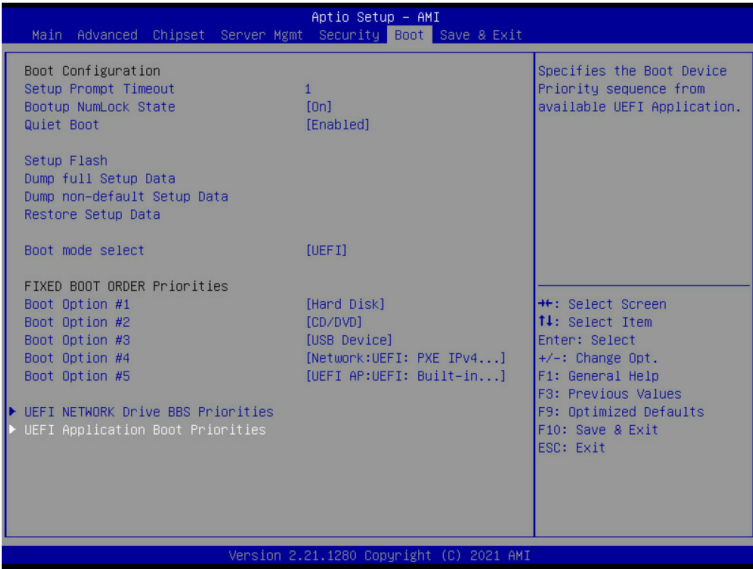 Aptio Setup – AMI
Main Advanced Chipset Server Mgmt Security Boot Save & Exit
Boot Configuration
Setup Prompt Timeout 1
Bootup NumLock State [On]
Quiet Boot [Enabled]
Setup Flash
Dump full Setup Data
Dump non-default Setup Data
Restore Setup Data
Boot mode select [UEFI]
FIXED BOOT ORDER Priorities
Boot Option #1 [Hard Disk]
Boot Option #2 [CD/DVD]
Boot Option #3 [USB Device]
Boot Option #4 [Network:UEFI: PXE IPv4...]
Boot Option #5 [UEFI AP:UEFI: Built-in...]
UEFI NETWORK Drive BBS Priorities
UEFI Application Boot Priorities
Specifies the Boot Device
Priority sequence from
available UEFI Application.
→←: Select Screen
↑↓: Select Item
Enter: Select
+/-: Change Opt.
F1: General Help
F3: Previous Values
F9: Optimized Defaults
F10: Save & Exit
ESC: Exit
Version 2.21.1280 Copyright (C) 2021 AMI